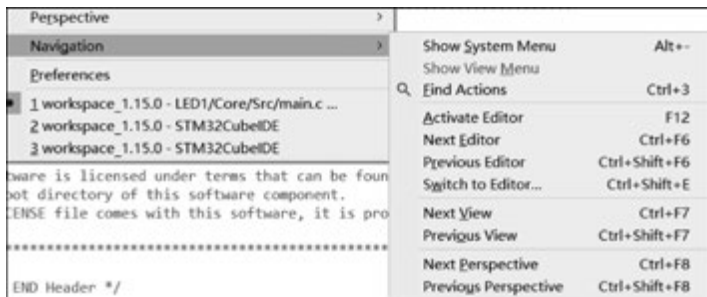 Perspective >
Navigation >
Preferences
1 workspace_1.15.0 - LED1/Core/Src/main.c ...
2 workspace_1.15.0 - STM32CubeIDE
3 workspace_1.15.0 - STM32CubeIDE
tware is licensed under terms that can be foun
oot directory of this software component.
CENSE file comes with this software, it is pro
*************************************************
END Header */
Show System Menu Alt+-
Show View Menu
Find Actions Ctrl+3
Activate Editor F12
Next Editor Ctrl+F6
Previous Editor Ctrl+Shift+F6
Switch to Editor... Ctrl+Shift+E
Next View Ctrl+F7
Previous View Ctrl+Shift+F7
Next Perspective Ctrl+F8
Previous Perspective Ctrl+Shift+F8